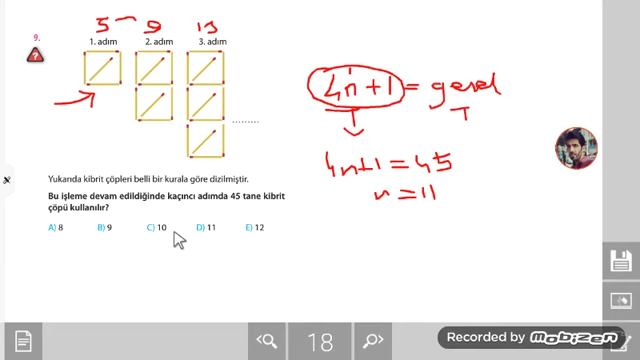 5 9 13
9.
1. adım 2. adım 3. adım
?
..........
4n+1 = genel
T
4n+1 = 45
n = 11
Yukarıda kibrit çöpleri belli bir kurala göre dizilmiştir.
Bu işleme devam edildiğinde kaçıncı adımda 45 tane kibrit
çöpü kullanılır?
A) 8 B) 9 C) 10 D) 11 E) 12
18
Recorded by
mobizen